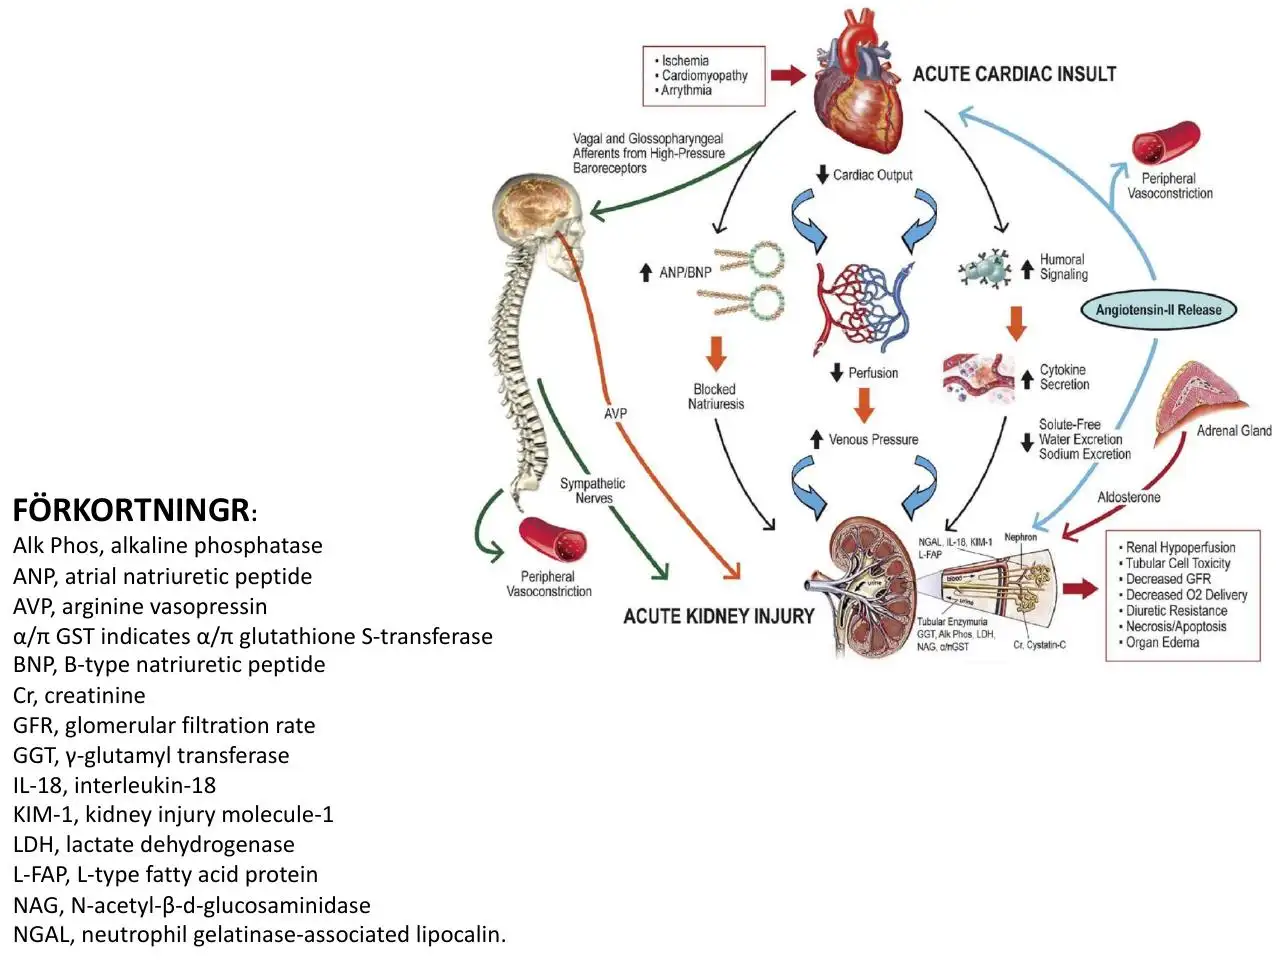 • Ischemia
• Cardiomyopathy
• Arrythmia
ACUTE CARDIAC INSULT
Vagal and Glossopharyngeal
Afferents from High-Pressure
Baroreceptors
Cardiac Output
Peripheral
Vasoconstriction
ANP/BNP
Humoral
Signaling
Angiotensin-II Release
Perfusion
Cytokine
Secretion
Blocked
Natriuresis
AVP
Venous Pressure
Solute-Free
Water Excretion
Sodium Excretion
Adrenal Gland
Sympathetic
Nerves
Aldosterone
Peripheral
Vasoconstriction
ACUTE KIDNEY INJURY
urine
NGAL, IL-18, KIM-1
L-FAP
Nephron
blood
urine
Tubular Enzymuria
GGT, Alk Phos, LDH,
NAG, α/πGST
Cr, Cystatin-C
• Renal Hypoperfusion
• Tubular Cell Toxicity
• Decreased GFR
• Decreased O2 Delivery
• Diuretic Resistance
• Necrosis/Apoptosis
• Organ Edema
FÖRKORTNINGR:
Alk Phos, alkaline phosphatase
ANP, atrial natriuretic peptide
AVP, arginine vasopressin
α/π GST indicates α/π glutathione S-transferase
BNP, B-type natriuretic peptide
Cr, creatinine
GFR, glomerular filtration rate
GGT, γ-glutamyl transferase
IL-18, interleukin-18
KIM-1, kidney injury molecule-1
LDH, lactate dehydrogenase
L-FAP, L-type fatty acid protein
NAG, N-acetyl-β-d-glucosaminidase
NGAL, neutrophil gelatinase-associated lipocalin.